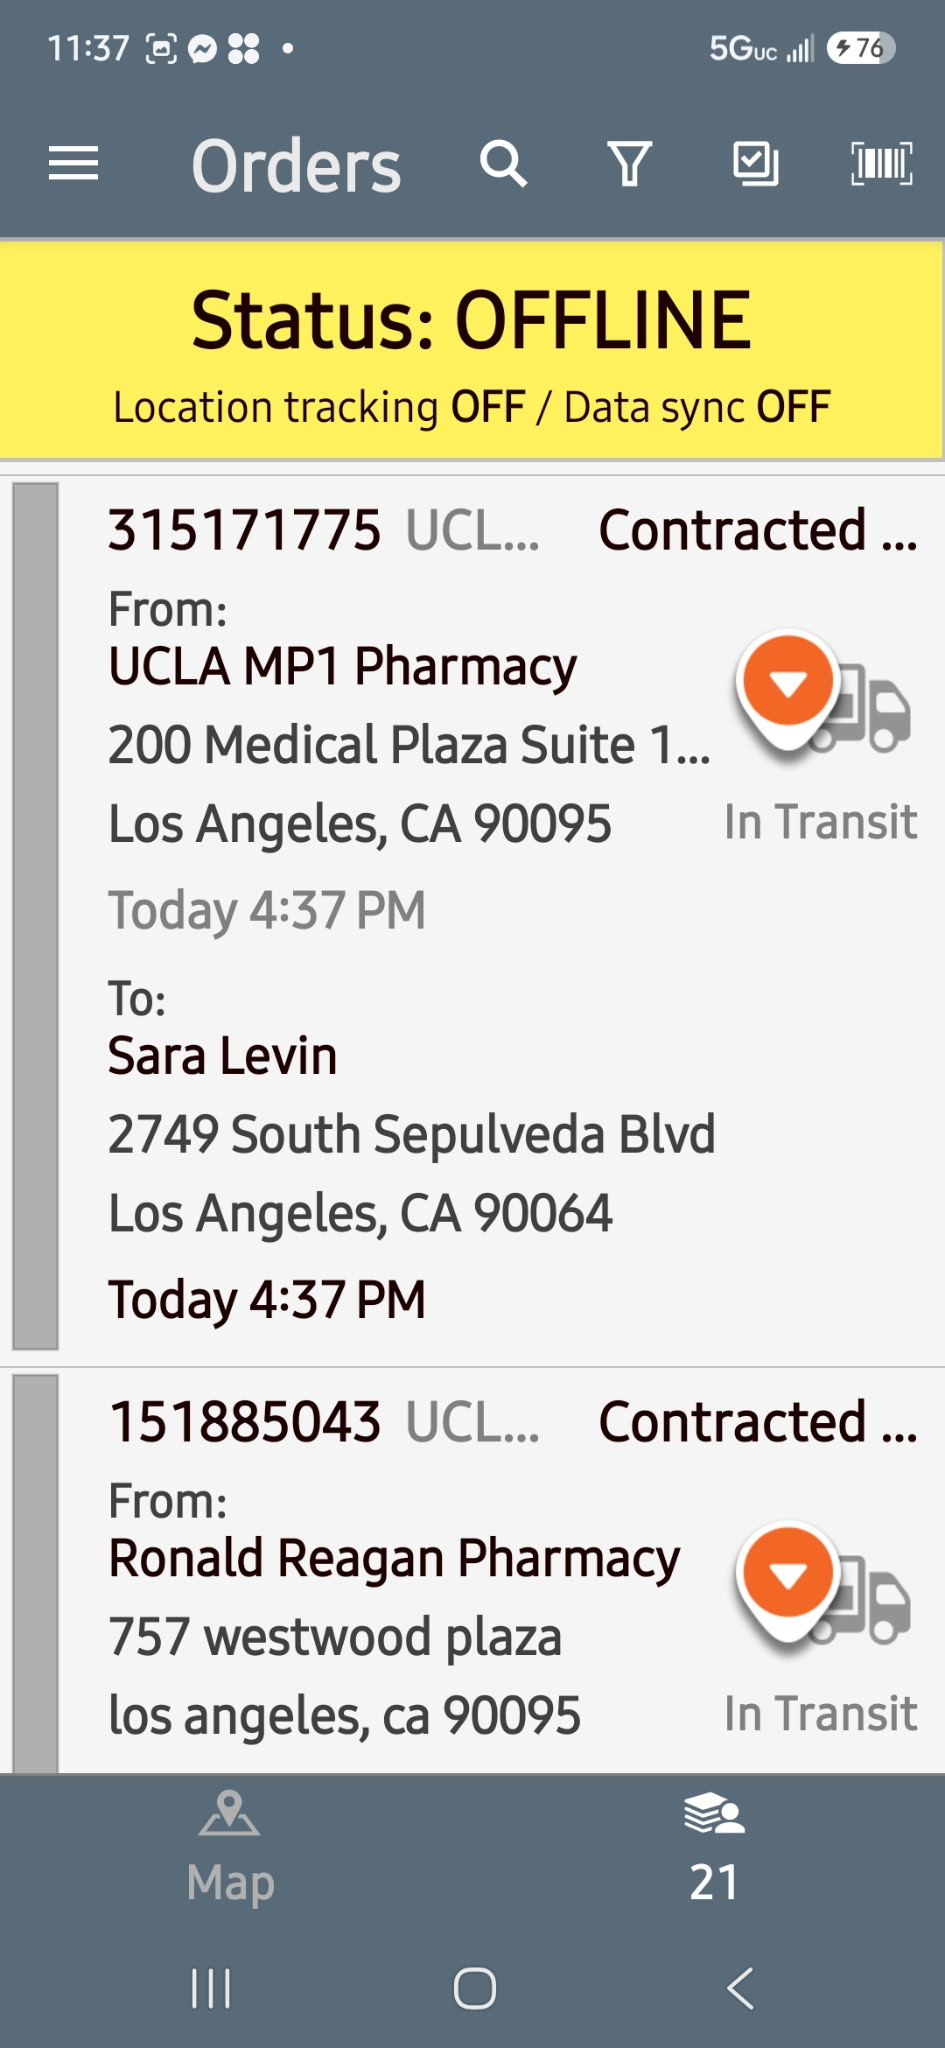 11:37 5GUC 76
Orders
Status: OFFLINE
Location tracking OFF / Data sync OFF
315171775 UCL... Contracted ...
From:
UCLA MP1 Pharmacy
200 Medical Plaza Suite 1...
Los Angeles, CA 90095 In Transit
Today 4:37 PM
To:
Sara Levin
2749 South Sepulveda Blvd
Los Angeles, CA 90064
Today 4:37 PM
151885043 UCL... Contracted ...
From:
Ronald Reagan Pharmacy
757 westwood plaza
los angeles, ca 90095 In Transit
Map 21